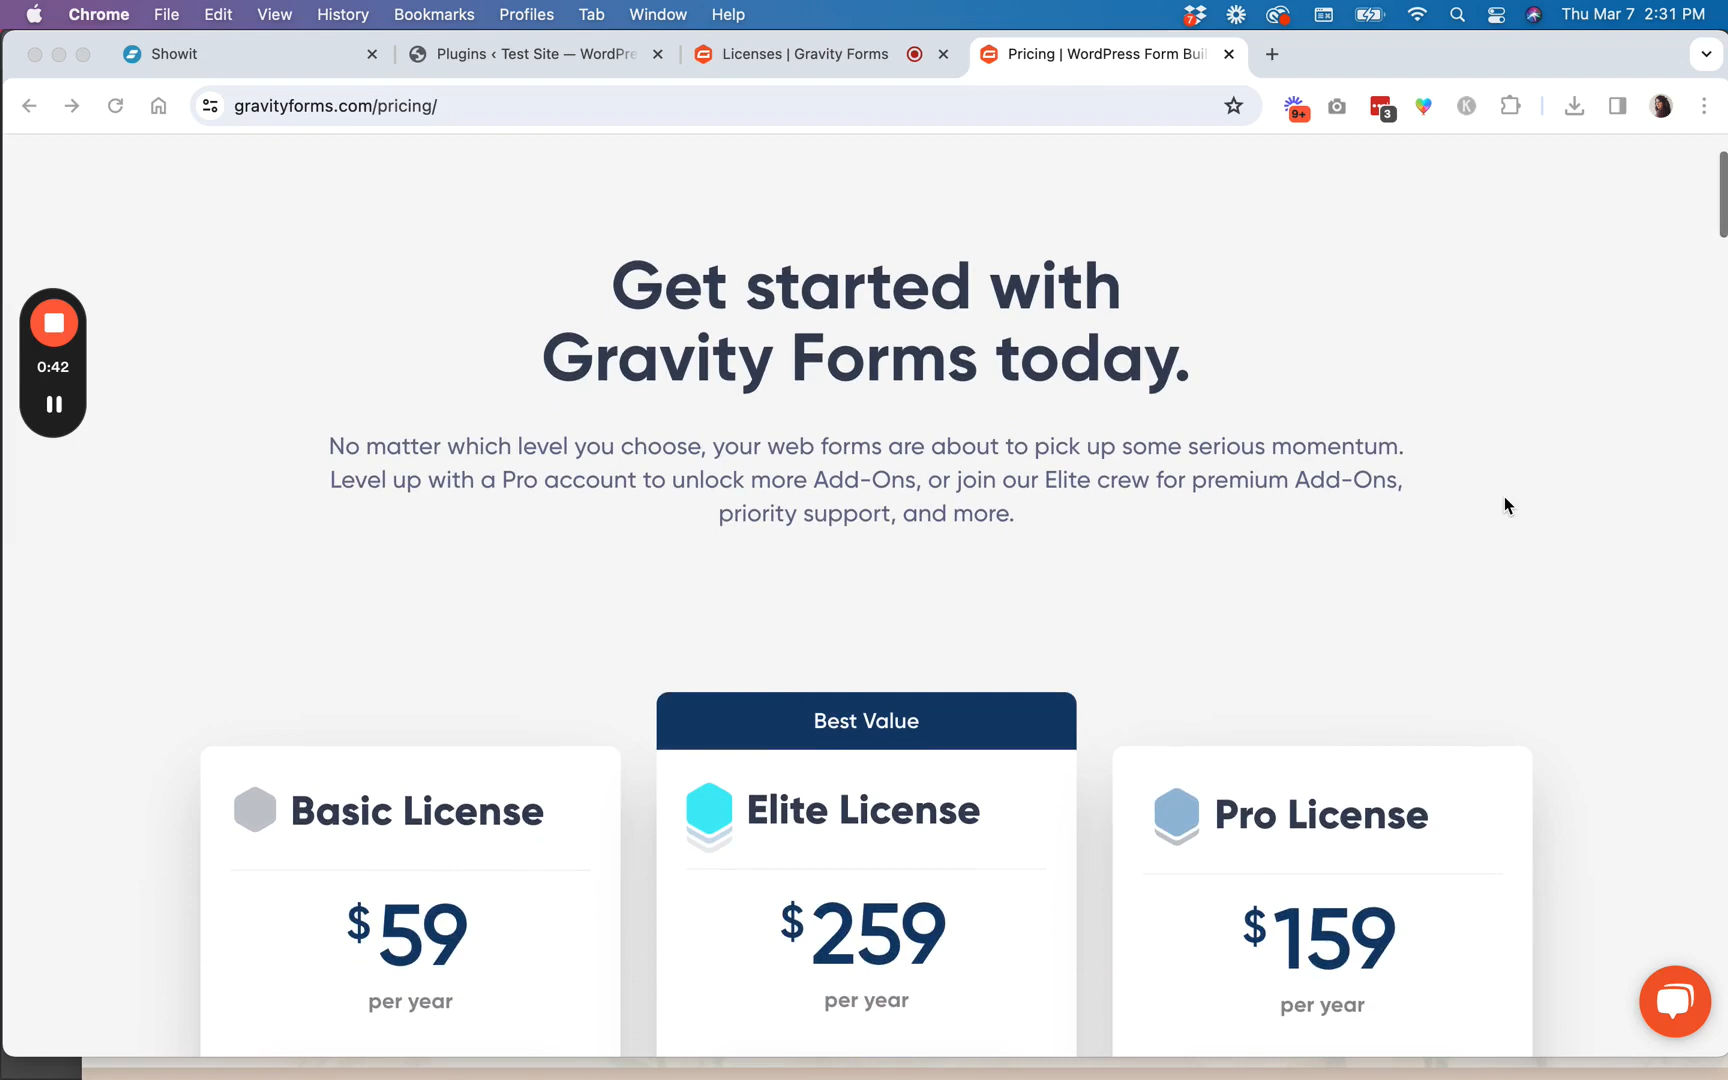 Chrome File Edit View History Bookmarks Profiles Tab Window Help 7 Thu Mar 7 2:31 PM
Showit Plugins ‹ Test Site — WordPre Licenses | Gravity Forms Pricing | WordPress Form Buil
gravityforms.com/pricing/ 9+ 3 K
Get started with
Gravity Forms today.
0:42
No matter which level you choose, your web forms are about to pick up some serious momentum.
Level up with a Pro account to unlock more Add-Ons, or join our Elite crew for premium Add-Ons,
priority support, and more.
Best Value
Basic License
$59
per year
Elite License
$259
per year
Pro License
$159
per year